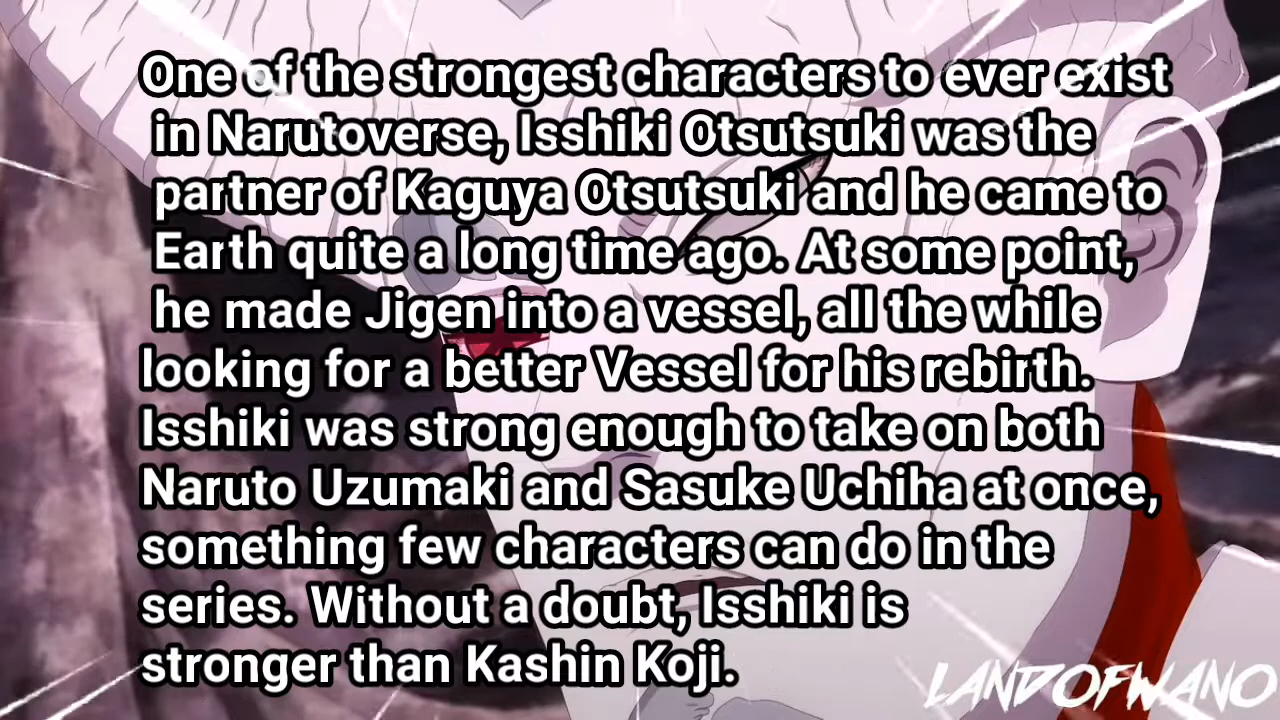 One of the strongest characters to ever exist
in Narutoverse, Isshiki Otsutsuki was the
partner of Kaguya Otsutsuki and he came to
Earth quite a long time ago. At some point,
he made Jigen into a vessel, all the while
looking for a better Vessel for his rebirth.
Isshiki was strong enough to take on both
Naruto Uzumaki and Sasuke Uchiha at once,
something few characters can do in the
series. Without a doubt, Isshiki is
stronger than Kashin Koji.
LANDOFWANO